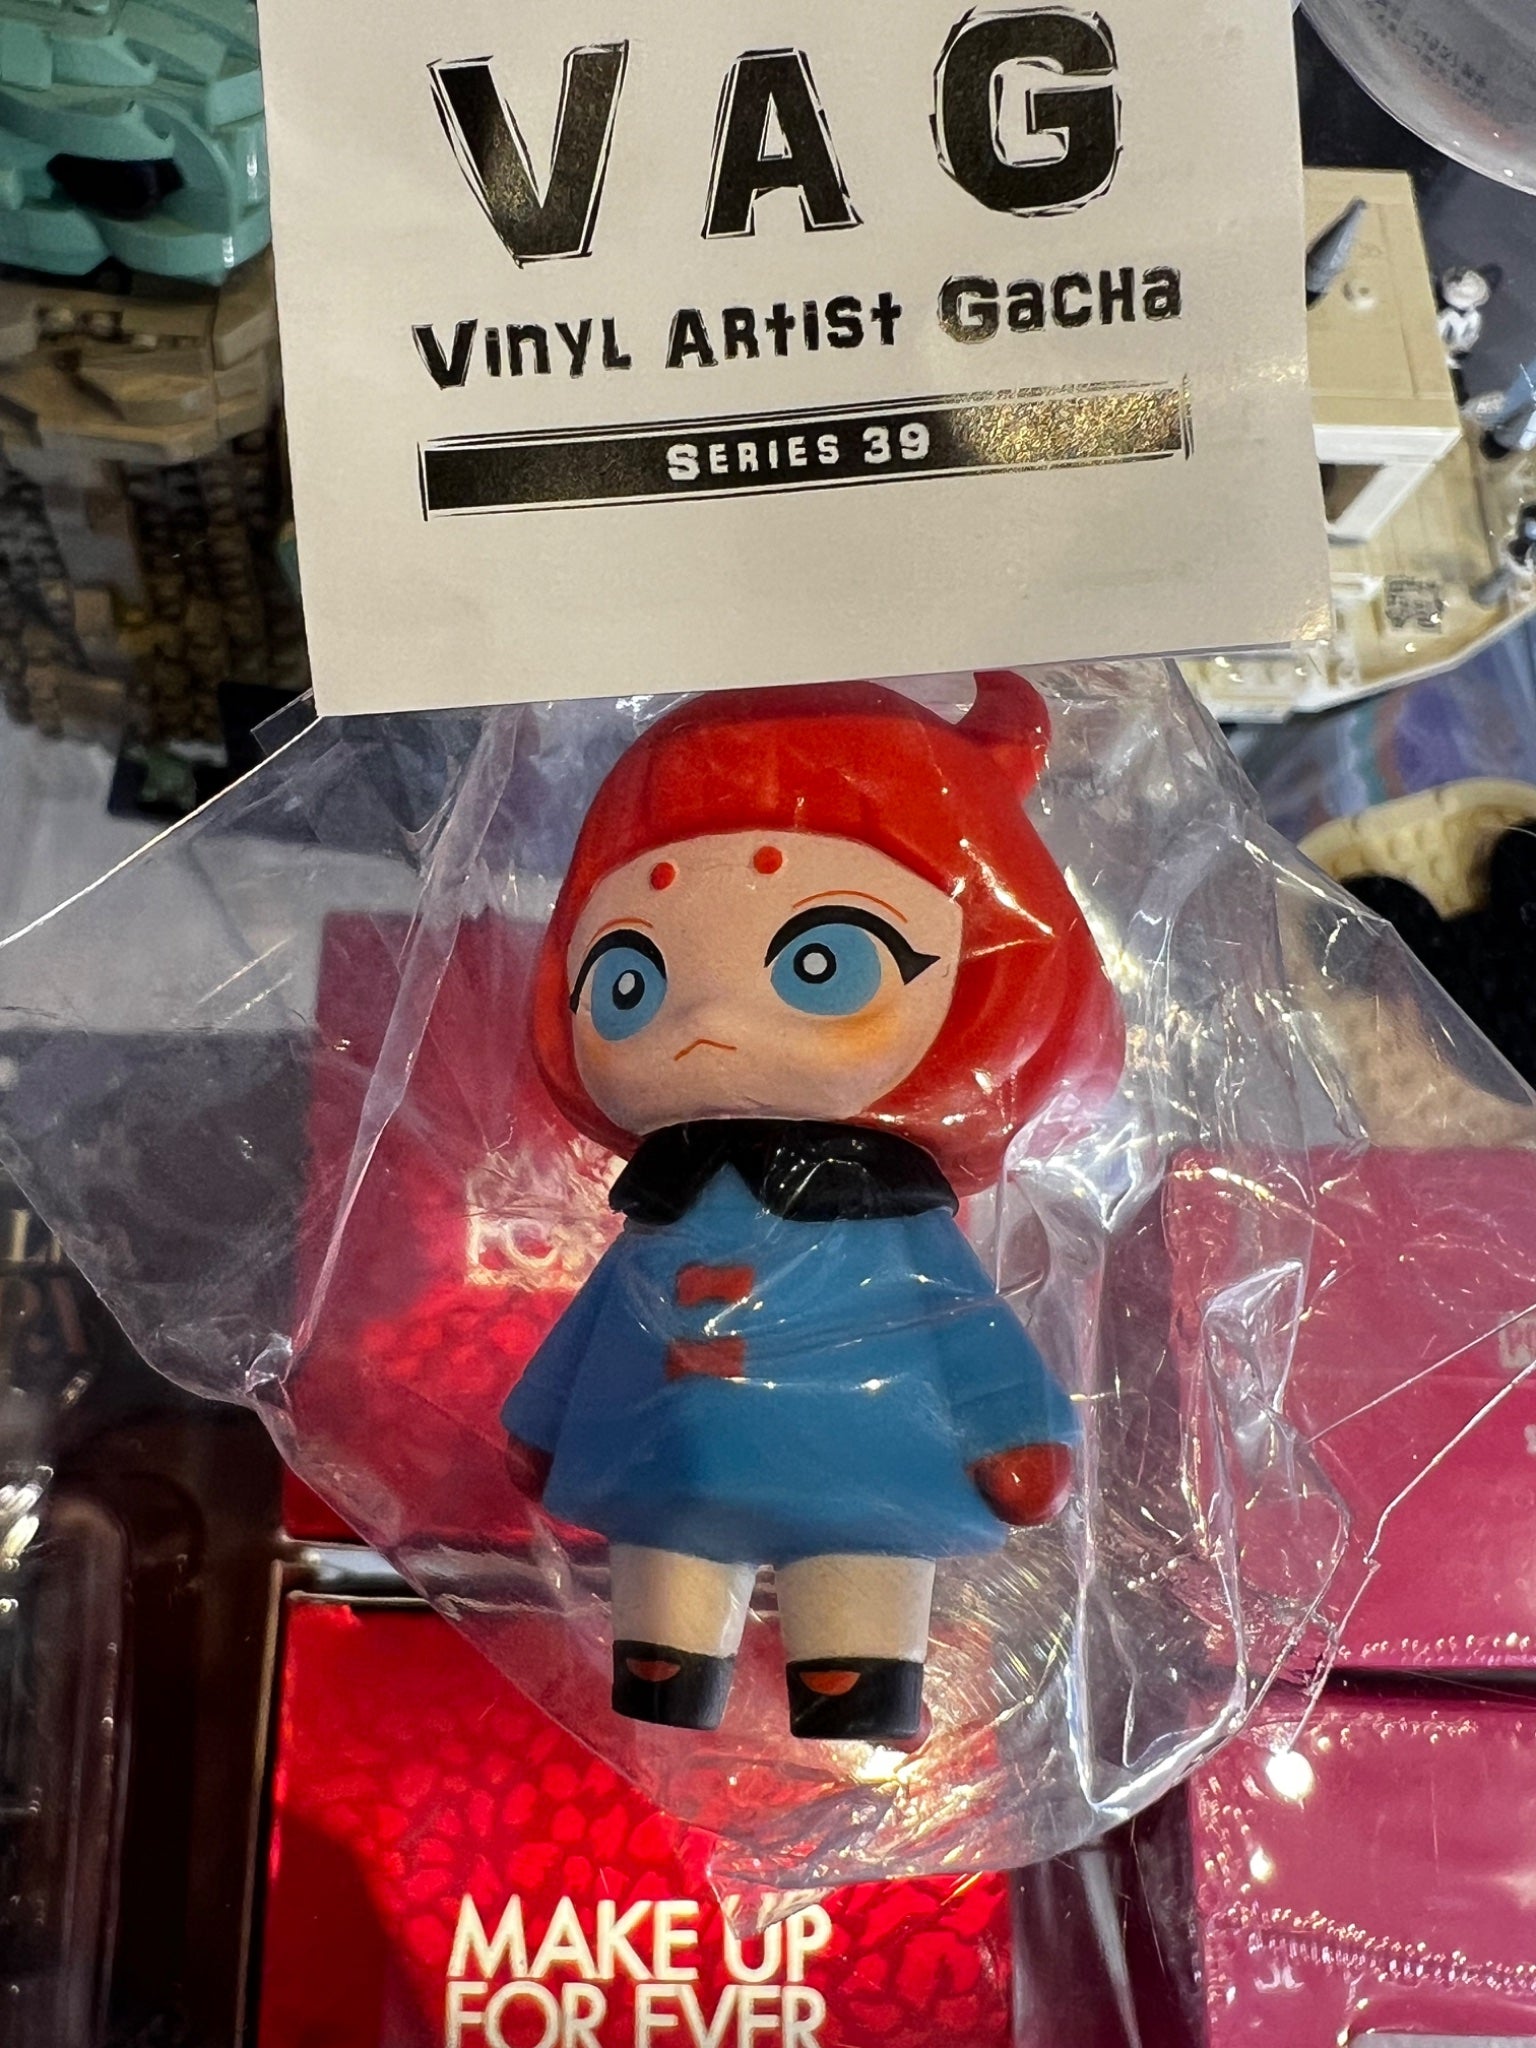 VAG
Vinyl Artist Gacha
SERIES 39
MAKE UP
FOR EVER